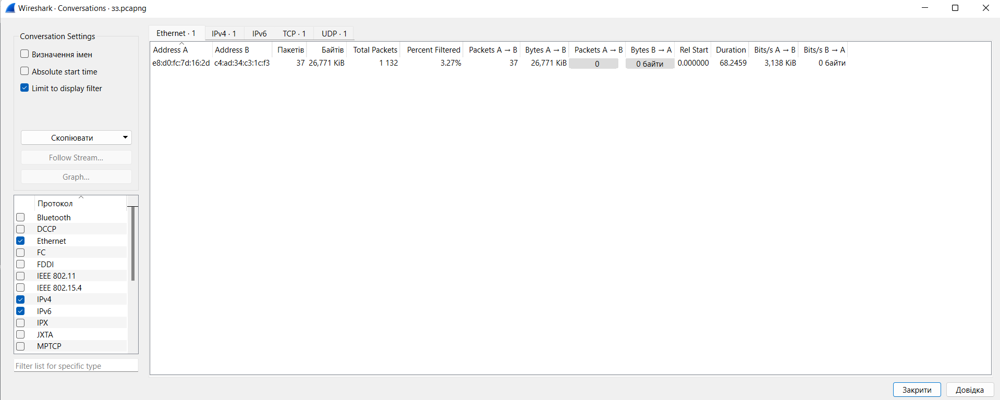 Wireshark · Conversations · зз.pcapng
Conversation Settings
Визначення імен
Absolute start time
Limit to display filter
Скопіювати
Follow Stream...
Graph...
Протокол
Bluetooth
DCCP
Ethernet
FC
FDDI
IEEE 802.11
IEEE 802.15.4
IPv4
IPv6
IPX
JXTA
MPTCP
Filter list for specific type
Ethernet · 1 IPv4 · 1 IPv6 TCP · 1 UDP · 1
Address A Address B Пакетів Байтів Total Packets Percent Filtered Packets A → B Bytes A → B Packets A → B Bytes B → A Rel Start Duration Bits/s A → B Bits/s B → A
e8:d0:fc:7d:16:2d c4:ad:34:c3:1c:f3 37 26,771 KiB 1 132 3.27% 37 26,771 KiB 0 0 байти 0.000000 68.2459 3,138 KiB 0 байти
Закрити Довідка